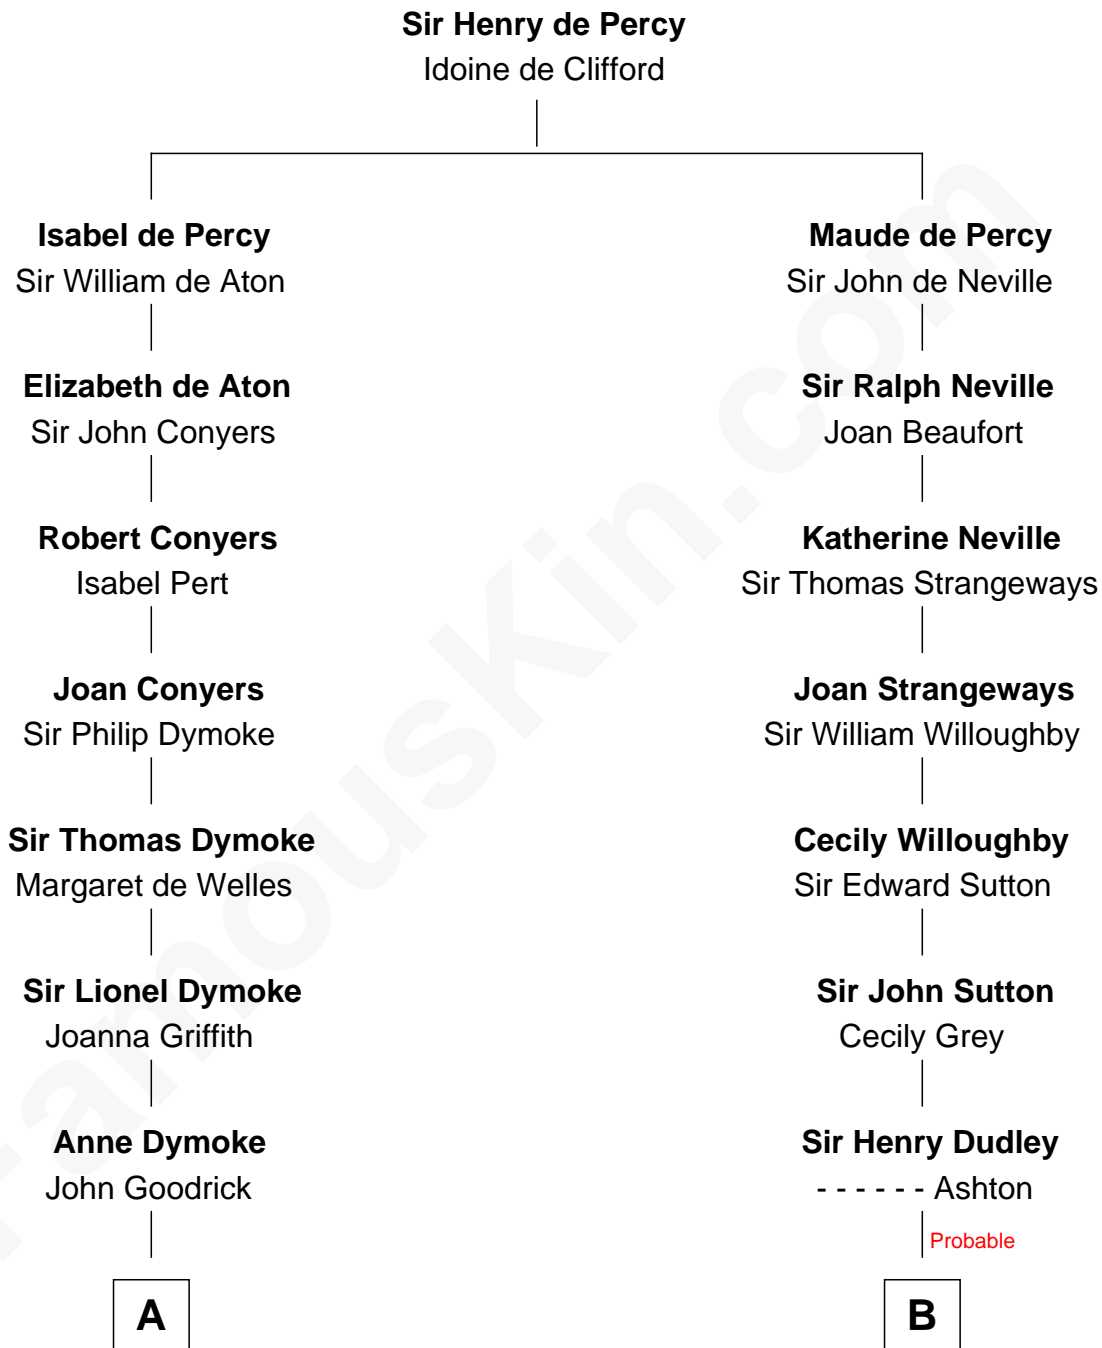 Sir Henry de Percy
Idoine de Clifford
Isabel de Percy
Sir William de Aton
Maude de Percy
Sir John de Neville
Elizabeth de Aton
Sir John Conyers
Sir Ralph Neville
Joan Beaufort
Robert Conyers
Isabel Pert
Katherine Neville
Sir Thomas Strangeways
Joan Conyers
Sir Philip Dymoke
Joan Strangeways
Sir William Willoughby
Sir Thomas Dymoke
Margaret de Welles
Cecily Willoughby
Sir Edward Sutton
Sir Lionel Dymoke
Joanna Griffith
Sir John Sutton
Cecily Grey
Anne Dymoke
John Goodrick
Sir Henry Dudley
- - - - - - Ashton
Probable
A
B
FamousKin.com